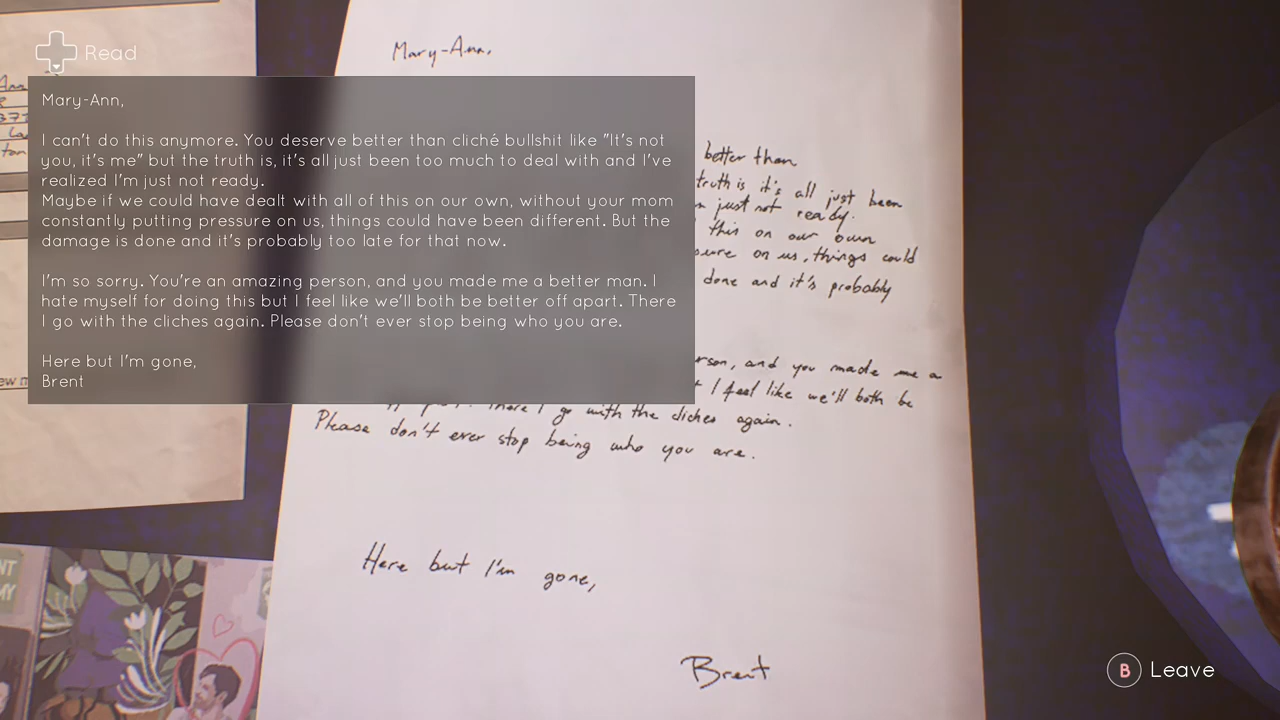 Read
Mary-Ann,
Mary-Ann,
I can't do this anymore. You deserve better than cliché bullshit like "It's not
you, it's me" but the truth is, it's all just been too much to deal with and I've
realized I'm just not ready.
Maybe if we could have dealt with all of this on our own, without your mom
constantly putting pressure on us, things could have been different. But the
damage is done and it's probably too late for that now.
I'm so sorry. You're an amazing person, and you made me a better man. I
hate myself for doing this but I feel like we'll both be better off apart. There
I go with the cliches again. Please don't ever stop being who you are.
Here but I'm gone,
Brent
better than
truth is it's all just been
just not ready.
this on our own
on us, things could
done and it's probably
and you made me a
I feel like we'll both be
There I go with the cliches again.
Please don't ever stop being who you are.
Here but I'm gone,
Brent
B Leave